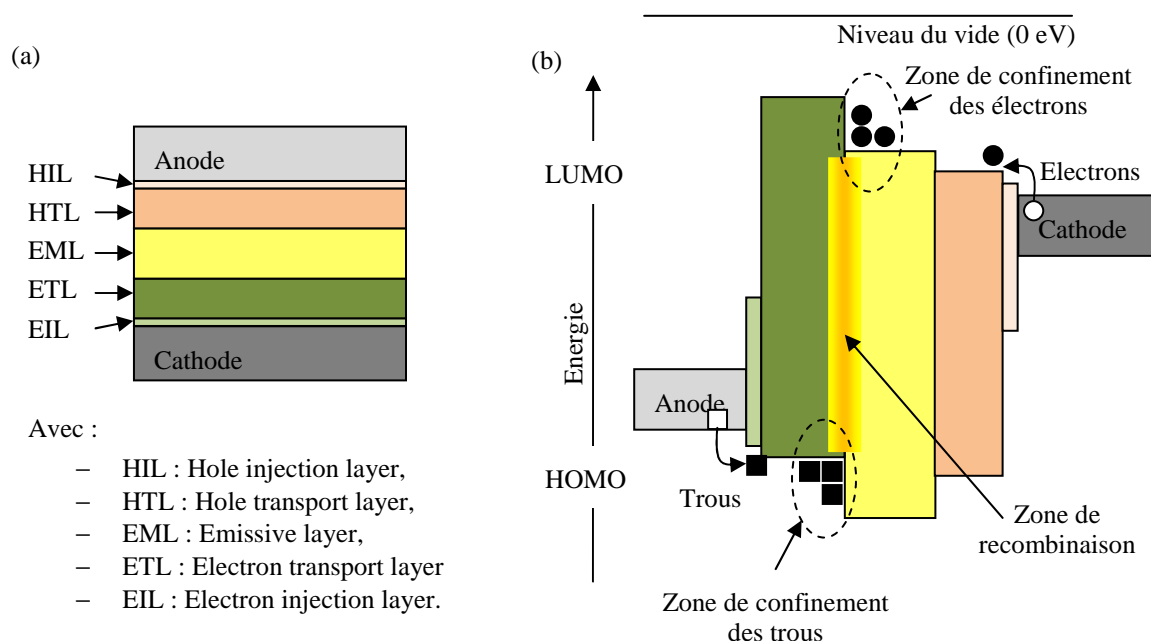 (a)
Anode
HIL
HTL
EML
ETL
EIL
Cathode
Avec :
– HIL : Hole injection layer,
– HTL : Hole transport layer,
– EML : Emissive layer,
– ETL : Electron transport layer
– EIL : Electron injection layer.
(b)
Niveau du vide (0 eV)
Zone de confinement
des électrons
LUMO
Electrons
Cathode
Energie
Anode
HOMO
Trous
Zone de
recombinaison
Zone de confinement
des trous